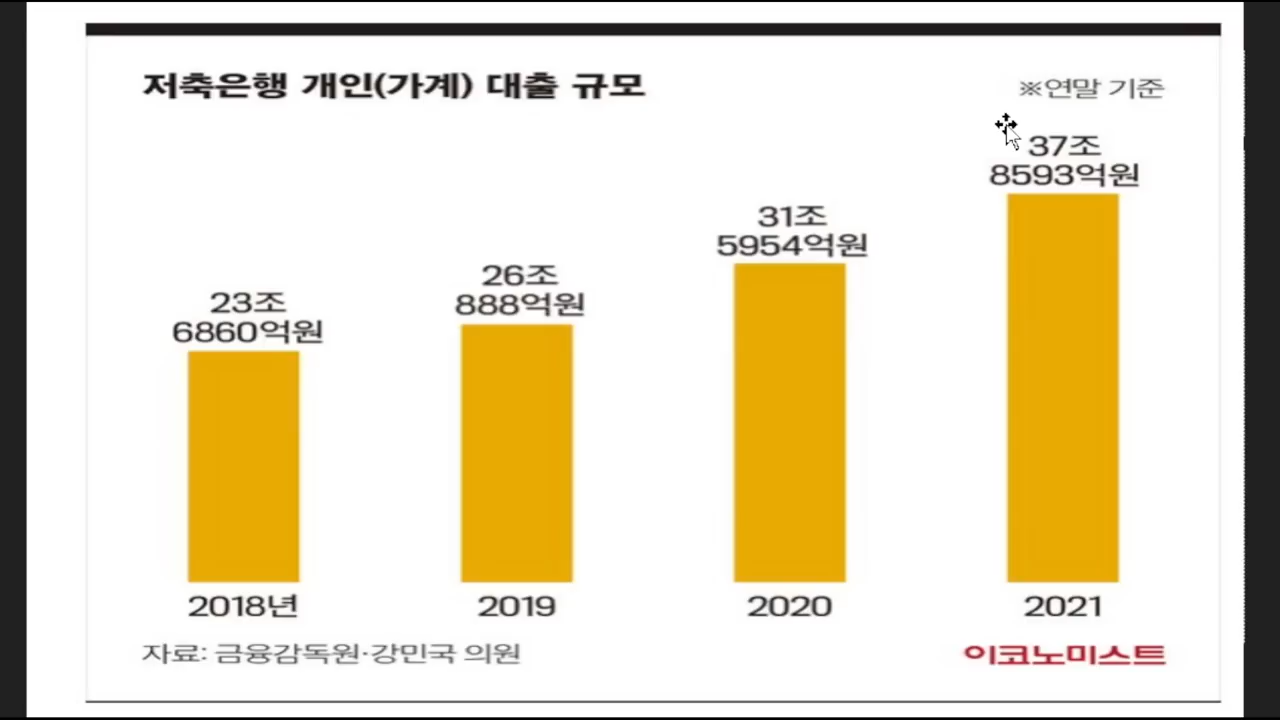 저축은행 개인(가계) 대출 규모
※연말 기준
23조
6860억원
26조
888억원
31조
5954억원
37조
8593억원
2018년
2019
2020
2021
자료: 금융감독원·강민국 의원
이코노미스트